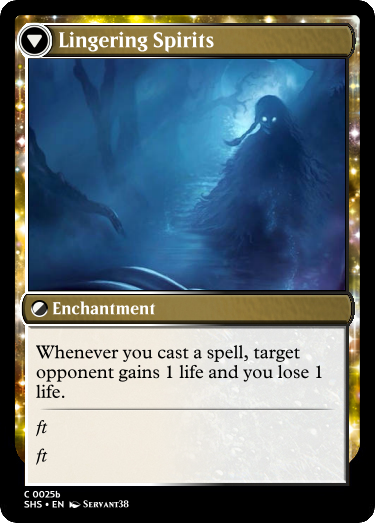 Lingering Spirits
Enchantment
Whenever you cast a spell, target
opponent gains 1 life and you lose 1
life.
ft
ft
C 0025b
SHS • EN Servant38